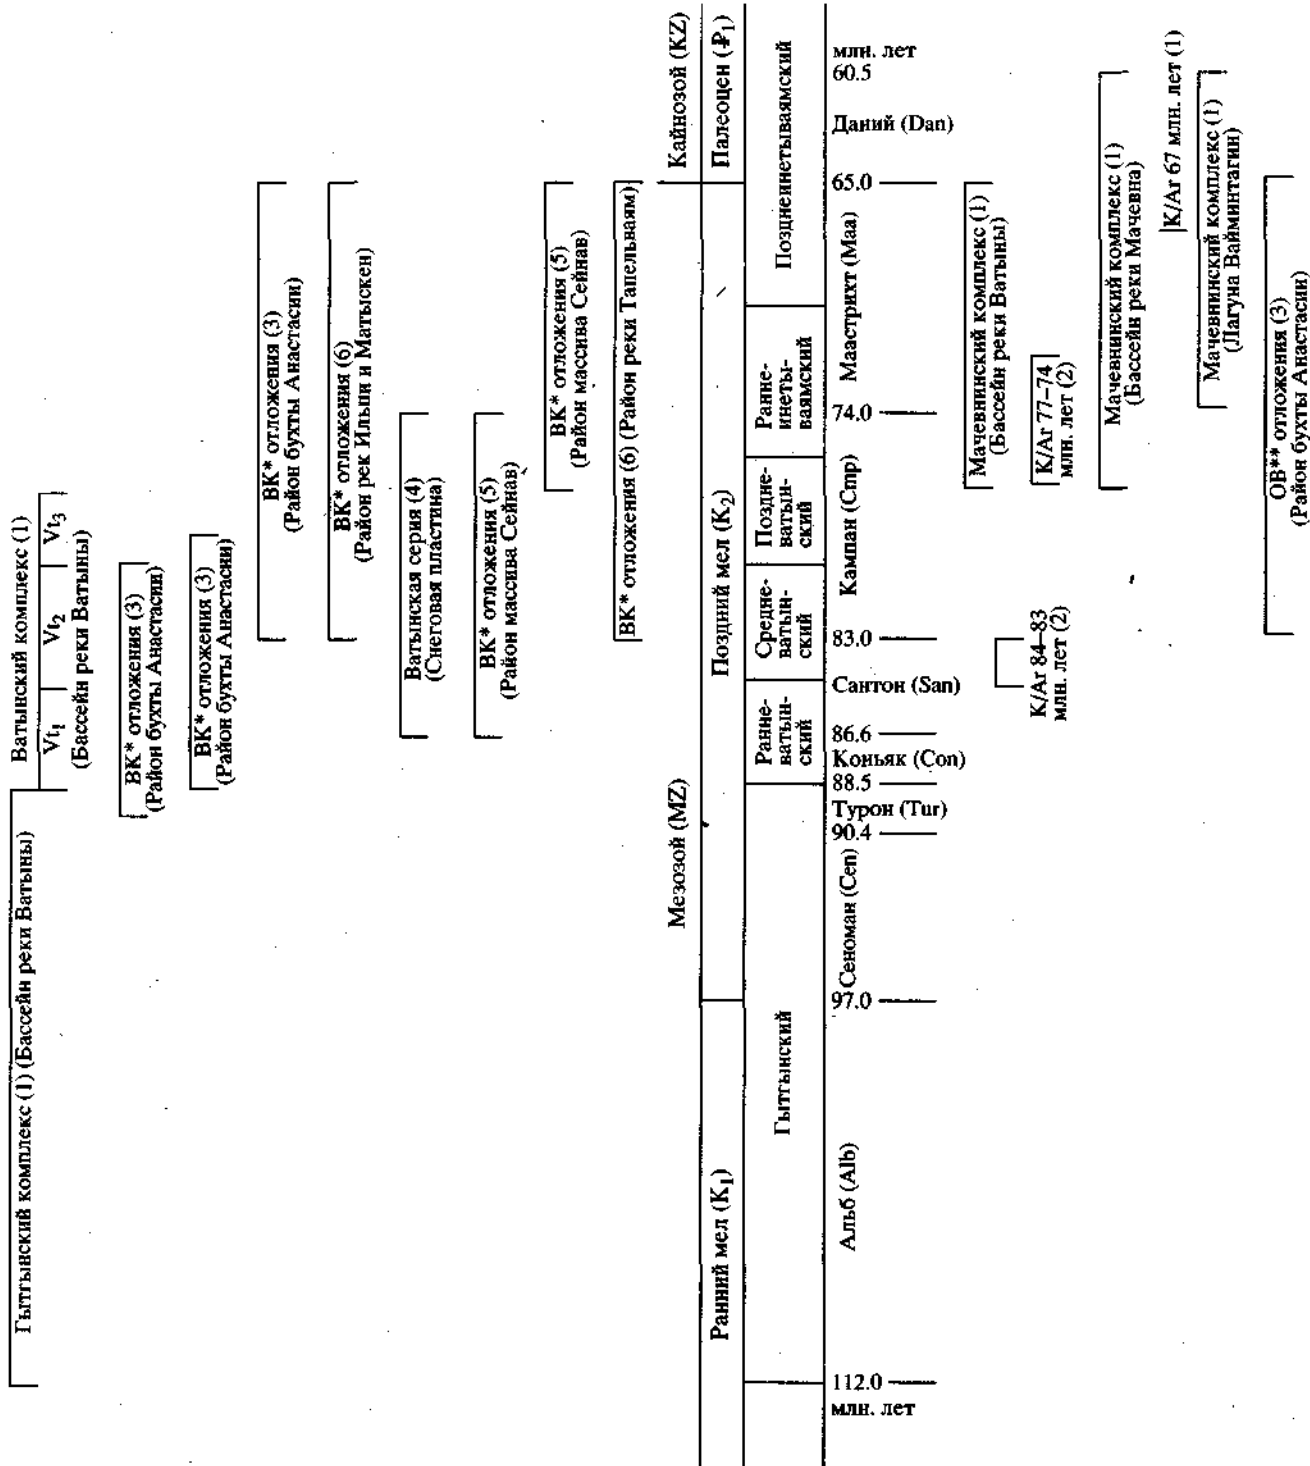 Гытгынский комплекс (1) (Бассейн реки Ватыны)
Ватынский комплекс (1)
Vt1 Vt2 Vt3
(Бассейн реки Ватыны)
ВК* отложения (3)
(Район бухты Анастасии)
ВК* отложения (3)
(Район бухты Анастасии)
ВК* отложения (3)
(Район бухты Анастасии)
ВК* отложения (6)
(Район рек Ильпи и Матыскен)
Ватынская серия (4)
(Снеговая пластина)
ВК* отложения (5)
(Район массива Сейнав)
ВК* отложения (5)
(Район массива Сейнав)
ВК* отложения (6) (Район реки Тапельваям)
Мезозой (MZ)
Кайнозой (KZ)
Ранний мел (K1)
Поздний мел (K2)
Палеоцен (₽1)
Гытгынский
Ранне-
ватын-
ский
Средне-
ватын-
ский
Поздне-
ватын-
ский
Ранне-
инеты-
ваямский
Позднеинетываямский
млн. лет
60.5
Даний (Dan)
65.0
Маастрихт (Маа)
74.0
Кампан (Cmp)
83.0
Сантон (San)
86.6
Коньяк (Con)
88.5
Турон (Tur)
90.4
Сеноман (Cen)
97.0
Альб (Alb)
112.0
млн. лет
Мачевнинский комплекс (1)
(Бассейн реки Ватыны)
K/Ar 84–83
млн. лет (2)
K/Ar 77–74
млн. лет (2)
Мачевнинский комплекс (1)
(Бассейн реки Мачевна)
K/Ar 67 млн. лет (1)
Мачевнинский комплекс (1)
(Лагуна Вайминтагин)
ОВ** отложения (3)
(Район бухты Анастасии)